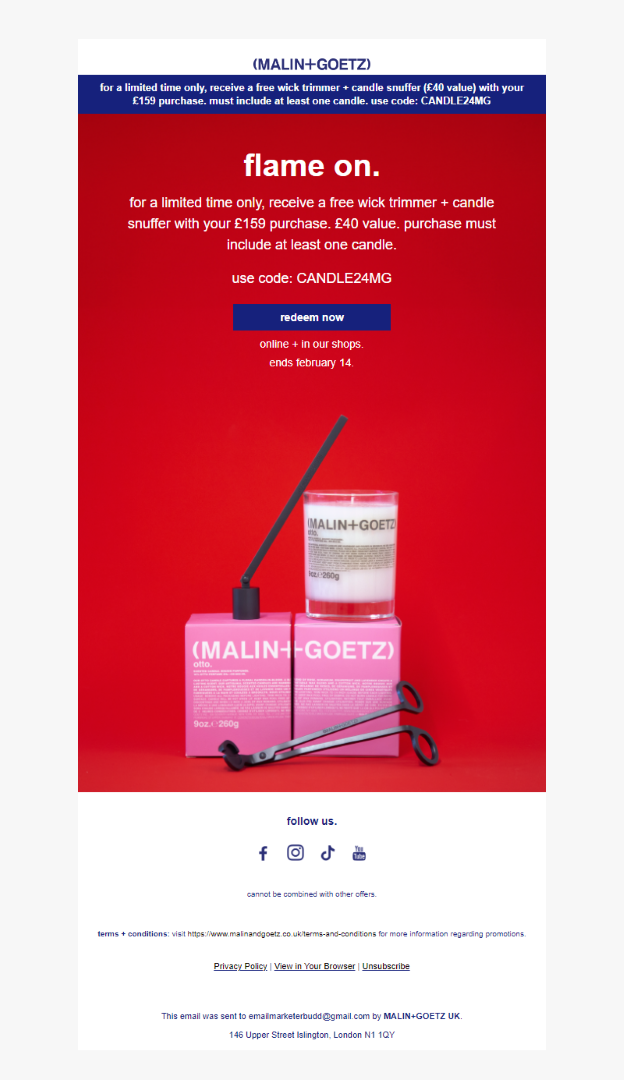 (MALIN+GOETZ)
for a limited time only, receive a free wick trimmer + candle snuffer (£40 value) with your
£159 purchase. must include at least one candle. use code: CANDLE24MG
flame on.
for a limited time only, receive a free wick trimmer + candle
snuffer with your £159 purchase. £40 value. purchase must
include at least one candle.
use code: CANDLE24MG
redeem now
online + in our shops.
ends february 14.
(MALIN+GOETZ)
otto.
9oz. 260g
(MALIN+GOETZ)
otto.
9oz. 260g
follow us.
You
Tube
cannot be combined with other offers.
terms + conditions: visit https://www.malinandgoetz.co.uk/terms-and-conditions for more information regarding promotions.
Privacy Policy | View in Your Browser | Unsubscribe
This email was sent to emailmarketerbudd@gmail.com by MALIN+GOETZ UK.
146 Upper Street Islington, London N1 1QY